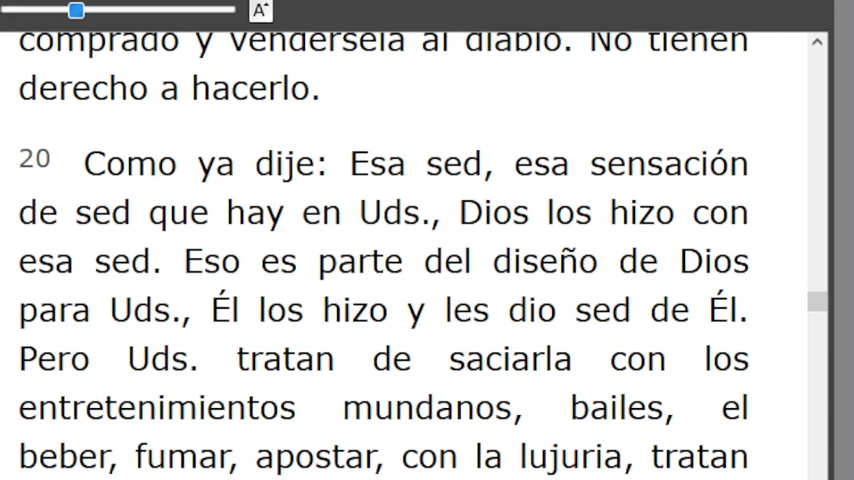 comprado y vendérsela al diablo. No tienen
derecho a hacerlo.
20 Como ya dije: Esa sed, esa sensación
de sed que hay en Uds., Dios los hizo con
esa sed. Eso es parte del diseño de Dios
para Uds., Él los hizo y les dio sed de Él.
Pero Uds. tratan de saciarla con los
entretenimientos mundanos, bailes, el
beber, fumar, apostar, con la lujuria, tratan